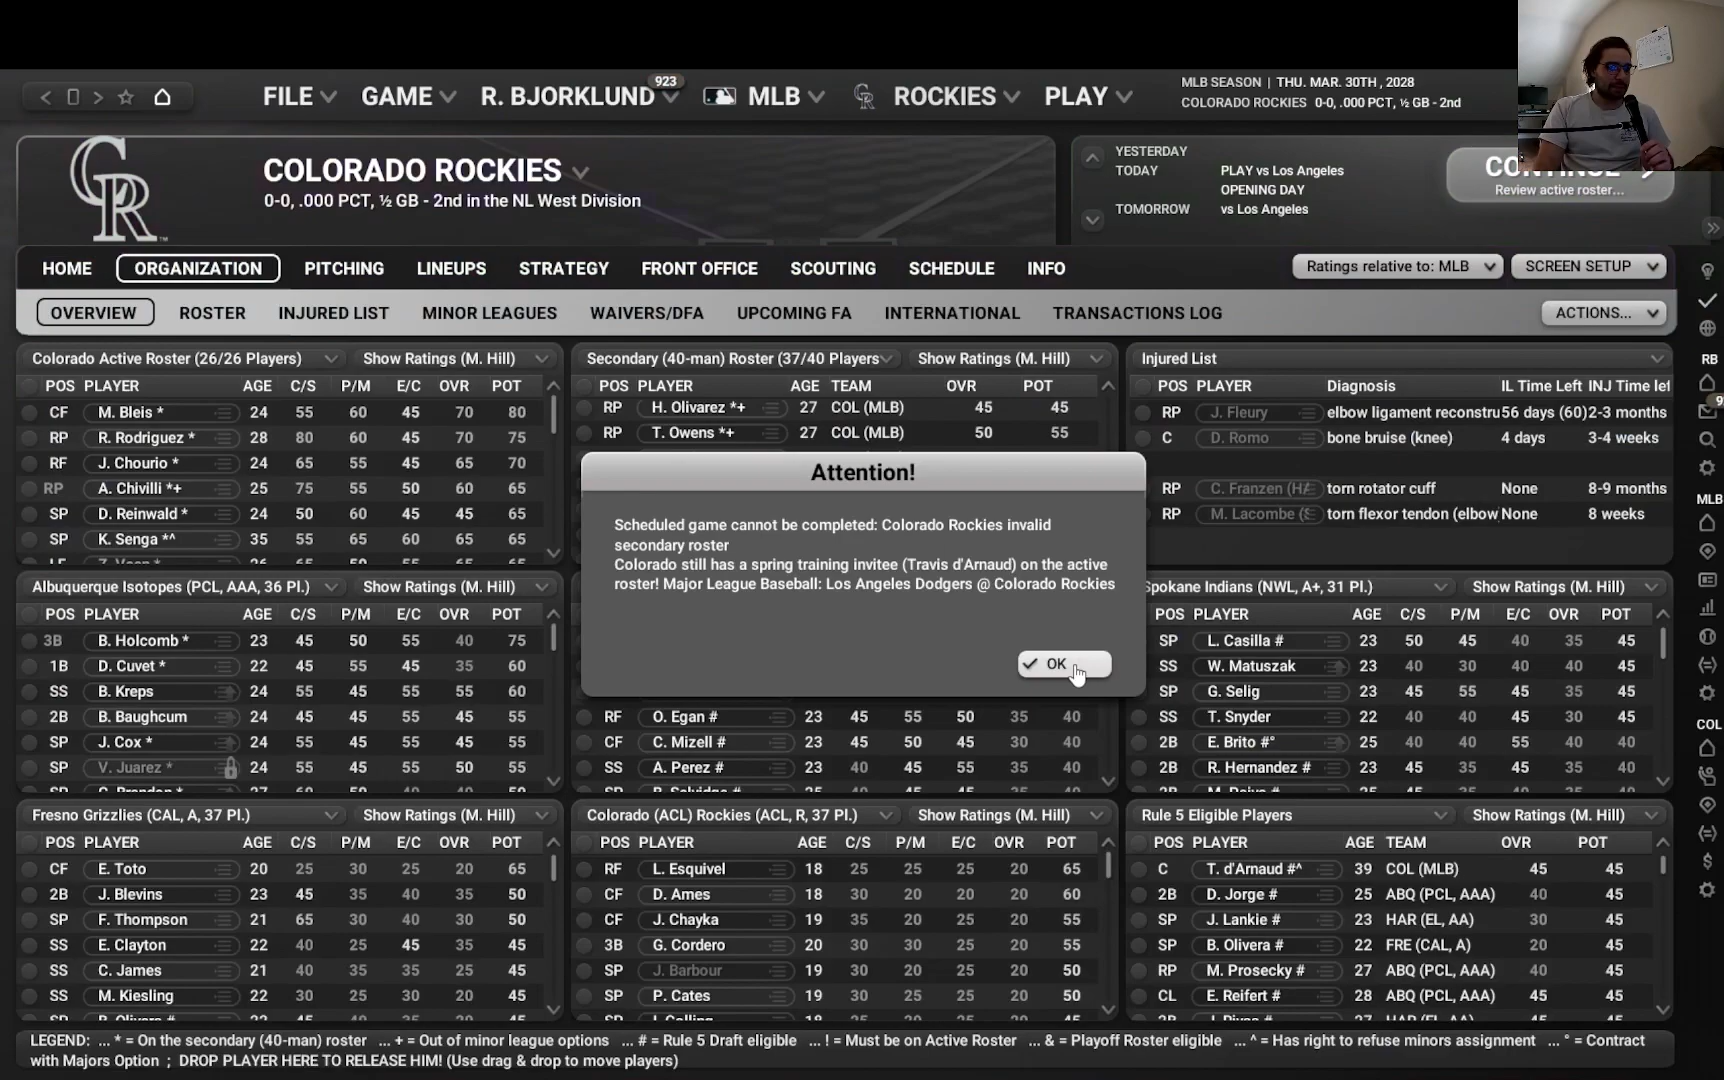 FILE GAME R. BJORKLUND 923 MLB ROCKIES PLAY
MLB SEASON | THU. MAR. 30TH , 2028
COLORADO ROCKIES 0-0, .000 PCT, ½ GB - 2nd
COLORADO ROCKIES
0-0, .000 PCT, ½ GB - 2nd in the NL West Division
YESTERDAY
TODAY PLAY vs Los Angeles
OPENING DAY
TOMORROW vs Los Angeles
Review active roster...
HOME ORGANIZATION PITCHING LINEUPS STRATEGY FRONT OFFICE SCOUTING SCHEDULE INFO
Ratings relative to: MLB SCREEN SETUP
OVERVIEW ROSTER INJURED LIST MINOR LEAGUES WAIVERS/DFA UPCOMING FA INTERNATIONAL TRANSACTIONS LOG ACTIONS...
Colorado Active Roster (26/26 Players) Show Ratings (M. Hill)
POS PLAYER AGE C/S P/M E/C OVR POT
CF M. Bleis * 24 55 60 45 70 80
RP R. Rodriguez * 28 80 60 45 70 75
RF J. Chourio * 24 65 55 45 65 70
RP A. Chivilli *+ 25 75 55 50 60 65
SP D. Reinwald * 24 50 60 45 45 65
SP K. Senga *^ 35 55 65 60 65 65
Secondary (40-man) Roster (37/40 Players Show Ratings (M. Hill)
POS PLAYER AGE TEAM OVR POT
RP H. Olivarez *+ 27 COL (MLB) 45 45
RP T. Owens *+ 27 COL (MLB) 50 55
Injured List
POS PLAYER Diagnosis IL Time Left INJ Time lef
RP J. Fleury elbow ligament reconstru 56 days (60) 2-3 months
C D. Romo bone bruise (knee) 4 days 3-4 weeks
RP C. Franzen (HA torn rotator cuff None 8-9 months
RP M. Lacombe (S torn flexor tendon (elbow None 8 weeks
Attention!
Scheduled game cannot be completed: Colorado Rockies invalid
secondary roster
Colorado still has a spring training invitee (Travis d'Arnaud) on the active
roster! Major League Baseball: Los Angeles Dodgers @ Colorado Rockies
OK
Albuquerque Isotopes (PCL, AAA, 36 Pl.) Show Ratings (M. Hill)
POS PLAYER AGE C/S P/M E/C OVR POT
3B B. Holcomb * 23 45 50 55 40 75
1B D. Cuvet * 22 45 55 45 35 60
SS B. Kreps 24 55 45 55 55 60
2B B. Baughcum 24 45 45 55 45 55
SP J. Cox * 24 55 45 55 45 55
SP V. Juarez * 24 55 45 55 50 55
RF O. Egan # 23 45 55 50 35 40
CF C. Mizell # 23 45 50 45 30 40
SS A. Perez # 23 40 45 55 35 40
Spokane Indians (NWL, A+, 31 Pl.) Show Ratings (M. Hill)
POS PLAYER AGE C/S P/M E/C OVR POT
SP L. Casilla # 23 50 45 40 35 45
SS W. Matuszak 23 40 30 40 35 45
SP G. Selig 23 45 55 45 35 45
SS T. Snyder 22 40 40 45 30 45
2B E. Brito #° 25 40 40 55 40 40
2B R. Hernandez # 23 45 35 45 35 40
Fresno Grizzlies (CAL, A, 37 Pl.) Show Ratings (M. Hill)
POS PLAYER AGE C/S P/M E/C OVR POT
CF E. Toto 20 25 30 25 20 65
2B J. Blevins 23 45 35 40 35 50
SP F. Thompson 21 65 30 40 30 50
SS E. Clayton 22 40 25 45 35 45
SS C. James 21 40 35 35 25 45
SS M. Kiesling 22 30 25 30 20 45
Colorado (ACL) Rockies (ACL, R, 37 Pl.) Show Ratings (M. Hill)
POS PLAYER AGE C/S P/M E/C OVR POT
RF L. Esquivel 18 25 25 25 20 65
CF D. Ames 18 30 25 25 20 60
CF J. Chayka 19 35 25 20 20 55
3B G. Cordero 20 30 30 25 20 55
SP J. Barbour 19 30 20 25 20 50
SP P. Cates 19 30 25 25 20 50
Rule 5 Eligible Players Show Ratings (M. Hill)
POS PLAYER AGE TEAM OVR POT
C T. d'Arnaud #^ 39 COL (MLB) 45 45
2B D. Jorge # 25 ABQ (PCL, AAA) 40 45
SP J. Lankie # 23 HAR (EL, AA) 30 45
SP B. Olivera # 22 FRE (CAL, A) 20 45
RP M. Prosecky # 27 ABQ (PCL, AAA) 40 45
CL E. Reifert # 28 ABQ (PCL, AAA) 45 45
RB
MLB
COL
LEGEND: ... * = On the secondary (40-man) roster ... + = Out of minor league options ... # = Rule 5 Draft eligible ... ! = Must be on Active Roster ... & = Playoff Roster eligible ... ^ = Has right to refuse minors assignment ... ° = Contract
with Majors Option ; DROP PLAYER HERE TO RELEASE HIM! (Use drag & drop to move players)